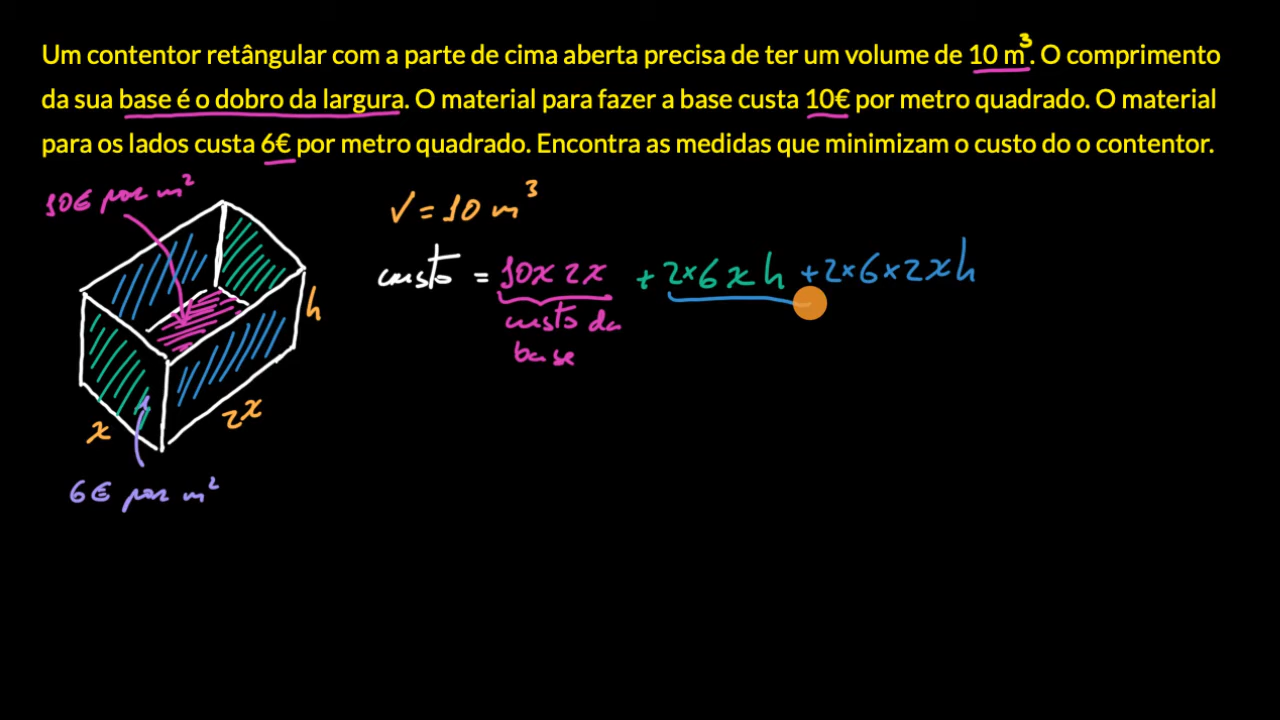 Um contentor retângular com a parte de cima aberta precisa de ter um volume de 10 m³. O comprimento
da sua base é o dobro da largura. O material para fazer a base custa 10€ por metro quadrado. O material
para os lados custa 6€ por metro quadrado. Encontra as medidas que minimizam o custo do o contentor.
10€ por m²
V = 10 m³
custo = 10x 2x + 2×6 x h + 2×6×2xh
custo da
base
h
2x
x
6€ por m²